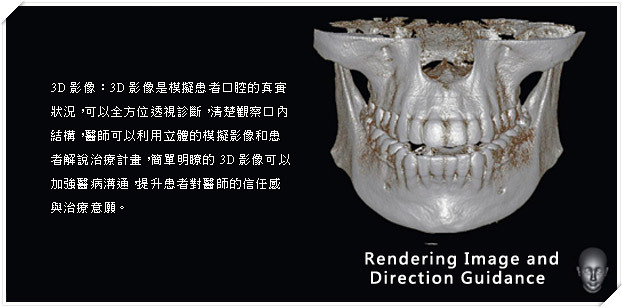 3D 影像：3D 影像是模擬患者口腔的真實
狀況，可以全方位透視診斷，清楚觀察口內
結構，醫師可以利用立體的模擬影像和患
者解說治療計畫，簡單明瞭的 3D 影像可以
加強醫病溝通，提升患者對醫師的信任感
與治療意願。
Rendering Image and
Direction Guidance